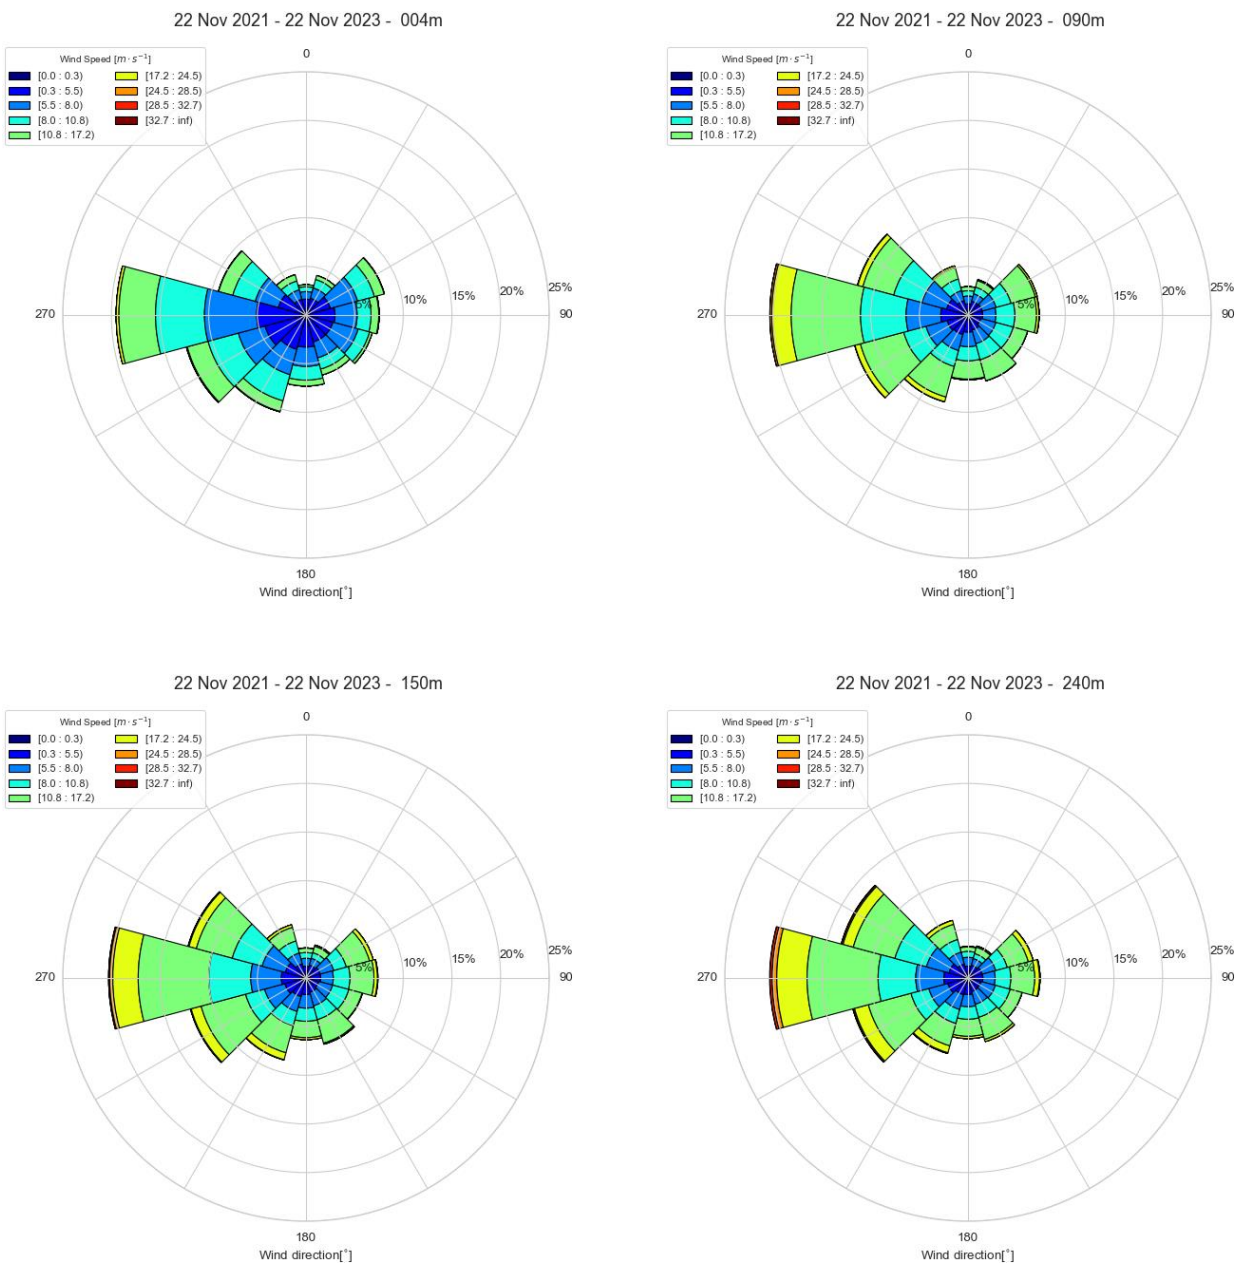 22 Nov 2021 - 22 Nov 2023 - 004m
Wind Speed [m · s⁻¹]
[0.0 : 0.3)
[0.3 : 5.5)
[5.5 : 8.0)
[8.0 : 10.8)
[10.8 : 17.2)
[17.2 : 24.5)
[24.5 : 28.5)
[28.5 : 32.7)
[32.7 : inf)
0
90
180
270
5%
10%
15%
20%
25%
Wind direction[°]
22 Nov 2021 - 22 Nov 2023 - 090m
Wind Speed [m · s⁻¹]
[0.0 : 0.3)
[0.3 : 5.5)
[5.5 : 8.0)
[8.0 : 10.8)
[10.8 : 17.2)
[17.2 : 24.5)
[24.5 : 28.5)
[28.5 : 32.7)
[32.7 : inf)
0
90
180
270
5%
10%
15%
20%
25%
Wind direction[°]
22 Nov 2021 - 22 Nov 2023 - 150m
Wind Speed [m · s⁻¹]
[0.0 : 0.3)
[0.3 : 5.5)
[5.5 : 8.0)
[8.0 : 10.8)
[10.8 : 17.2)
[17.2 : 24.5)
[24.5 : 28.5)
[28.5 : 32.7)
[32.7 : inf)
0
90
180
270
5%
10%
15%
20%
25%
Wind direction[°]
22 Nov 2021 - 22 Nov 2023 - 240m
Wind Speed [m · s⁻¹]
[0.0 : 0.3)
[0.3 : 5.5)
[5.5 : 8.0)
[8.0 : 10.8)
[10.8 : 17.2)
[17.2 : 24.5)
[24.5 : 28.5)
[28.5 : 32.7)
[32.7 : inf)
0
90
180
270
5%
10%
15%
20%
25%
Wind direction[°]